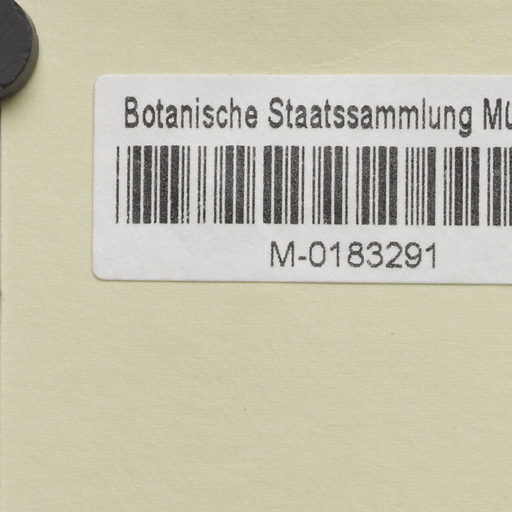 Botanische Staatssammlung Mü
M-0183291